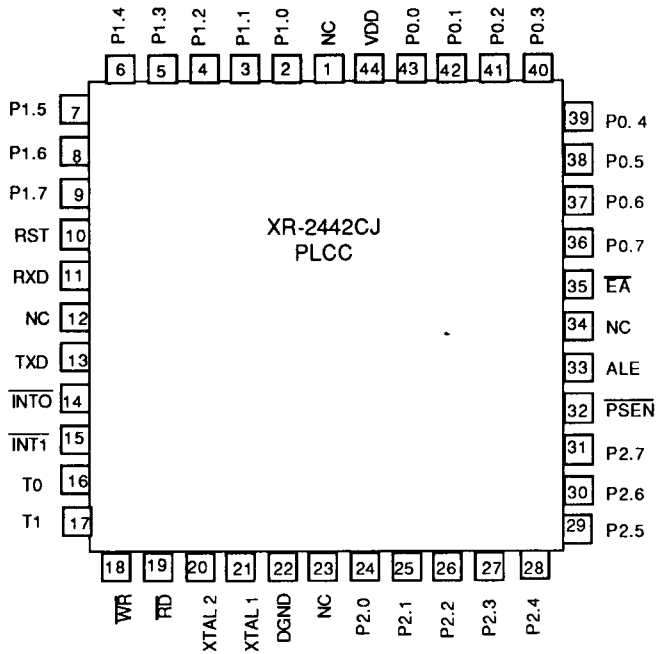 P1.4 P1.3 P1.2 P1.1 P1.0 NC VDD P0.0 P0.1 P0.2 P0.3
6 5 4 3 2 1 44 43 42 41 40
P1.5 7
P1.6 8
P1.7 9
RST 10
RXD 11
NC 12
TXD 13
INT0 14
INT1 15
T0 16
T1 17
XR-2442CJ
PLCC
39 P0.4
38 P0.5
37 P0.6
36 P0.7
35 EA
34 NC
33 ALE
32 PSEN
31 P2.7
30 P2.6
29 P2.5
18 19 20 21 22 23 24 25 26 27 28
WR RD XTAL 2 XTAL 1 DGND NC P2.0 P2.1 P2.2 P2.3 P2.4